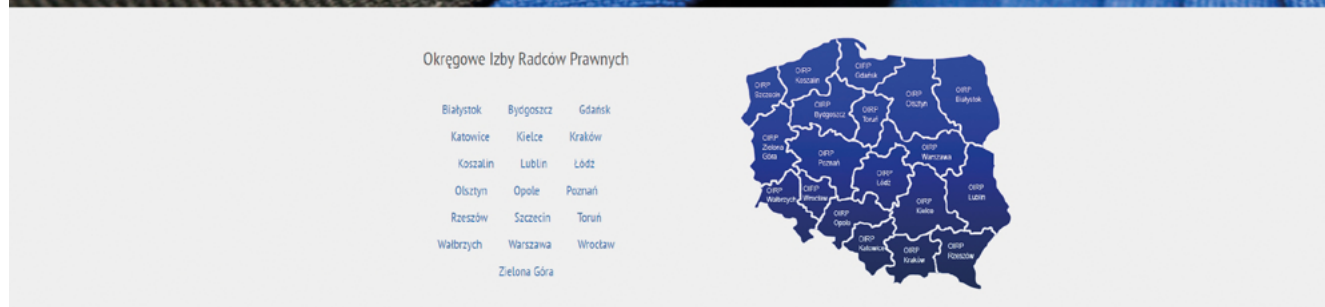 Okręgowe Izby Radców Prawnych
Białystok Bydgoszcz Gdańsk
Katowice Kielce Kraków
Koszalin Lublin Łódź
Olsztyn Opole Poznań
Rzeszów Szczecin Toruń
Wałbrzych Warszawa Wrocław
Zielona Góra
OIRP
Szczecin
OIRP
Koszalin
OIRP
Gdańsk
OIRP
Olsztyn
OIRP
Białystok
OIRP
Bydgoszcz
OIRP
Toruń
OIRP
Zielona
Góra
OIRP
Poznań
OIRP
Warszawa
OIRP
Łódź
OIRP
Wałbrzych
OIRP
Wrocław
OIRP
Lublin
OIRP
Kielce
OIRP
Opole
OIRP
Katowice
OIRP
Kraków
OIRP
Rzeszów